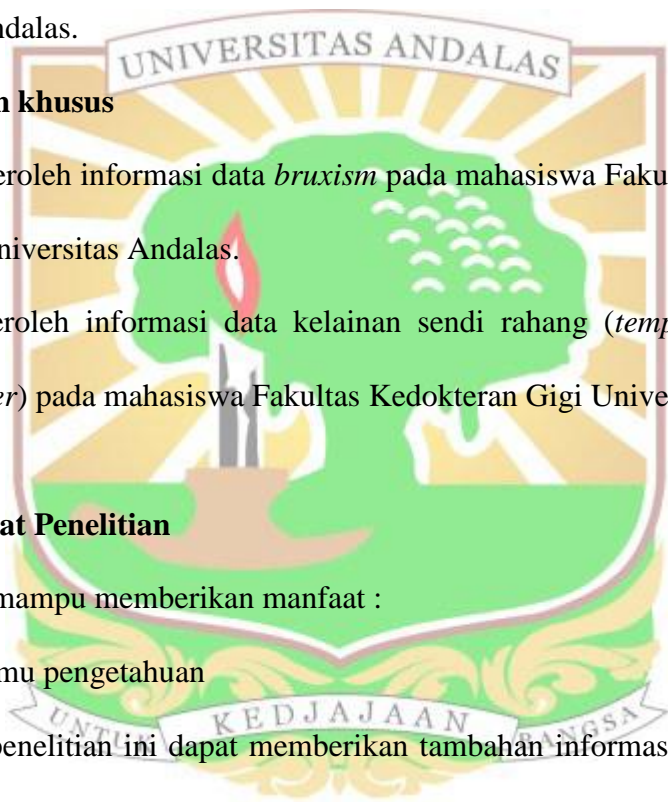 ndalas.
UNIVERSITAS ANDALAS
n khusus
eroleh informasi data bruxism pada mahasiswa Faku
niversitas Andalas.
eroleh informasi data kelainan sendi rahang (temp
er) pada mahasiswa Fakultas Kedokteran Gigi Unive
at Penelitian
mampu memberikan manfaat :
mu pengetahuan
UNTUK KEDJAJAAN BANGSA
penelitian ini dapat memberikan tambahan informas